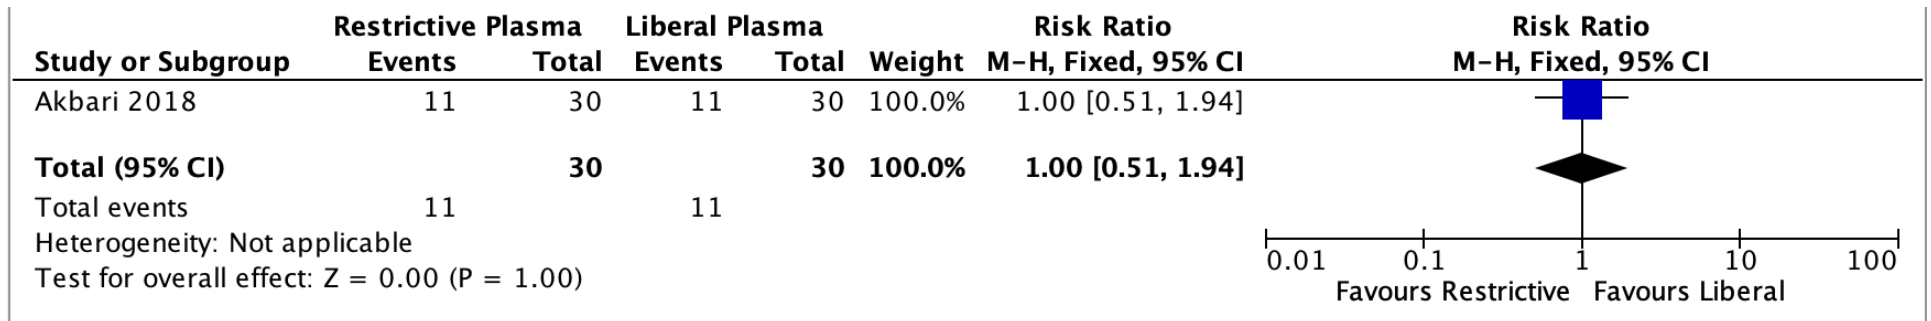 Restrictive Plasma Liberal Plasma Risk Ratio Risk Ratio
Study or Subgroup Events Total Events Total Weight M-H, Fixed, 95% CI M-H, Fixed, 95% CI
Akbari 2018 11 30 11 30 100.0% 1.00 [0.51, 1.94]
Total (95% CI) 30 30 100.0% 1.00 [0.51, 1.94]
Total events 11 11
Heterogeneity: Not applicable
Test for overall effect: Z = 0.00 (P = 1.00)
0.01 0.1 1 10 100
Favours Restrictive Favours Liberal